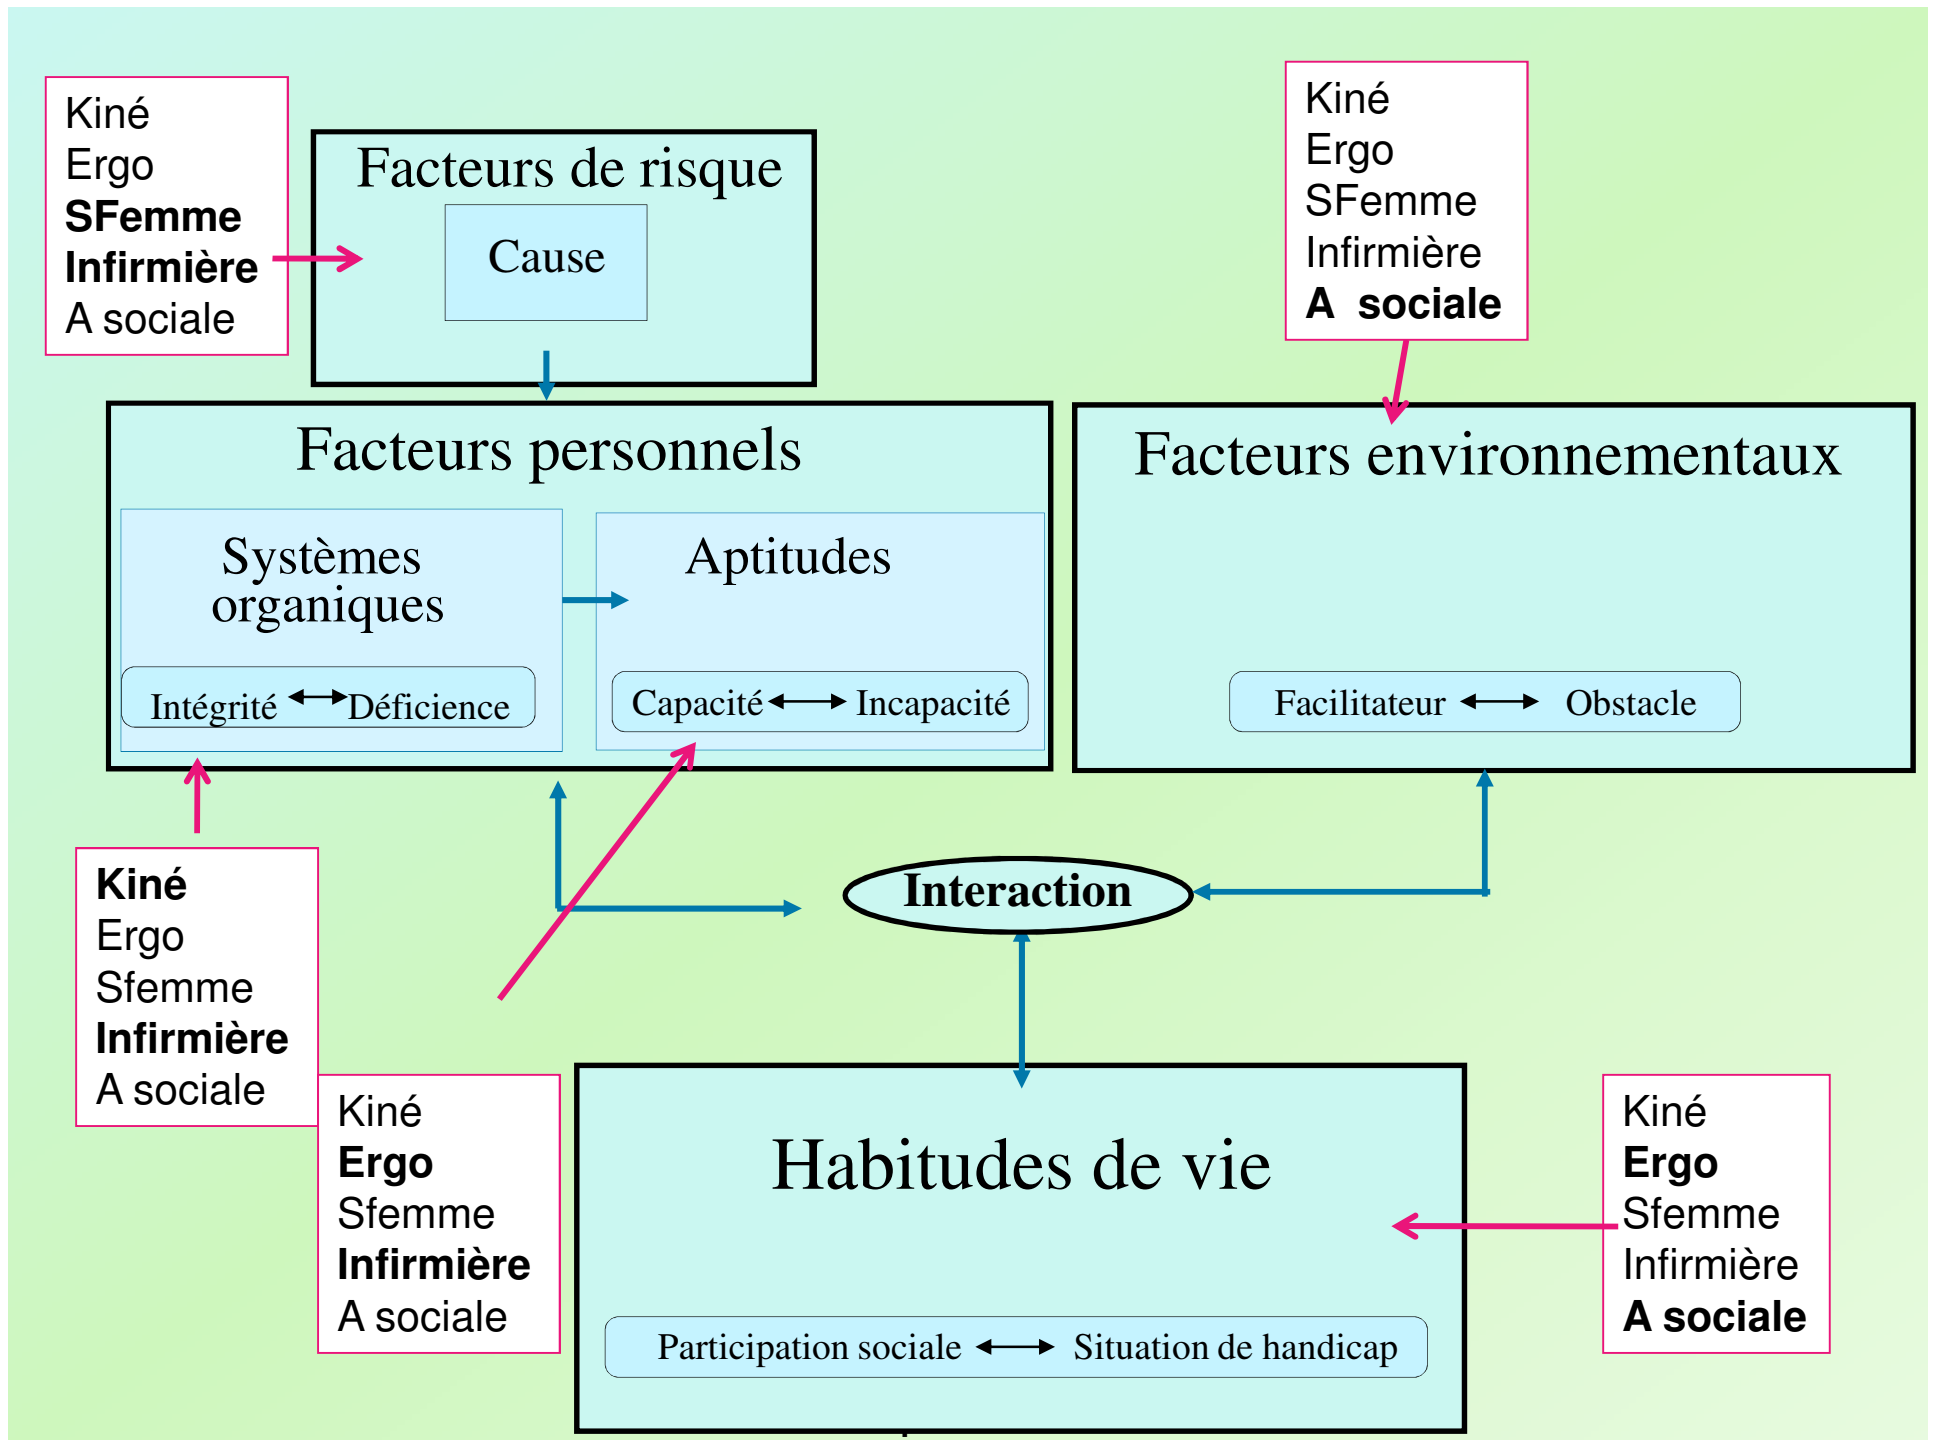 Kiné
Ergo
SFemme
Infirmière
A sociale
Facteurs de risque
Cause
Kiné
Ergo
SFemme
Infirmière
A sociale
Facteurs personnels
Systèmes
organiques
Intégrité
Déficience
Aptitudes
Capacité
Incapacité
Facteurs environnementaux
Facilitateur
Obstacle
Interaction
Kiné
Ergo
Sfemme
Infirmière
A sociale
Kiné
Ergo
Sfemme
Infirmière
A sociale
Habitudes de vie
Participation sociale
Situation de handicap
Kiné
Ergo
Sfemme
Infirmière
A sociale